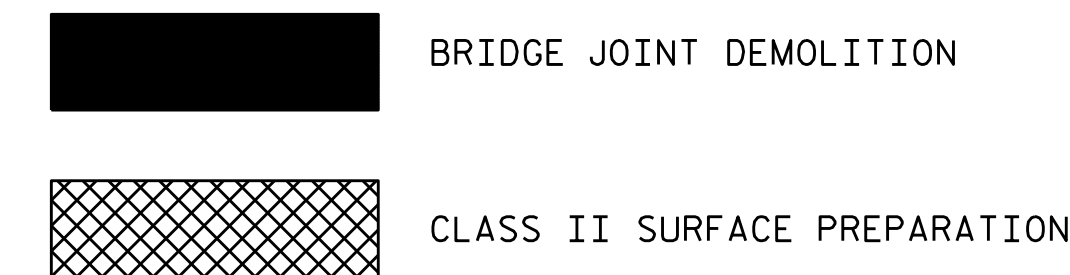 BRIDGE JOINT DEMOLITION
CLASS II SURFACE PREPARATION